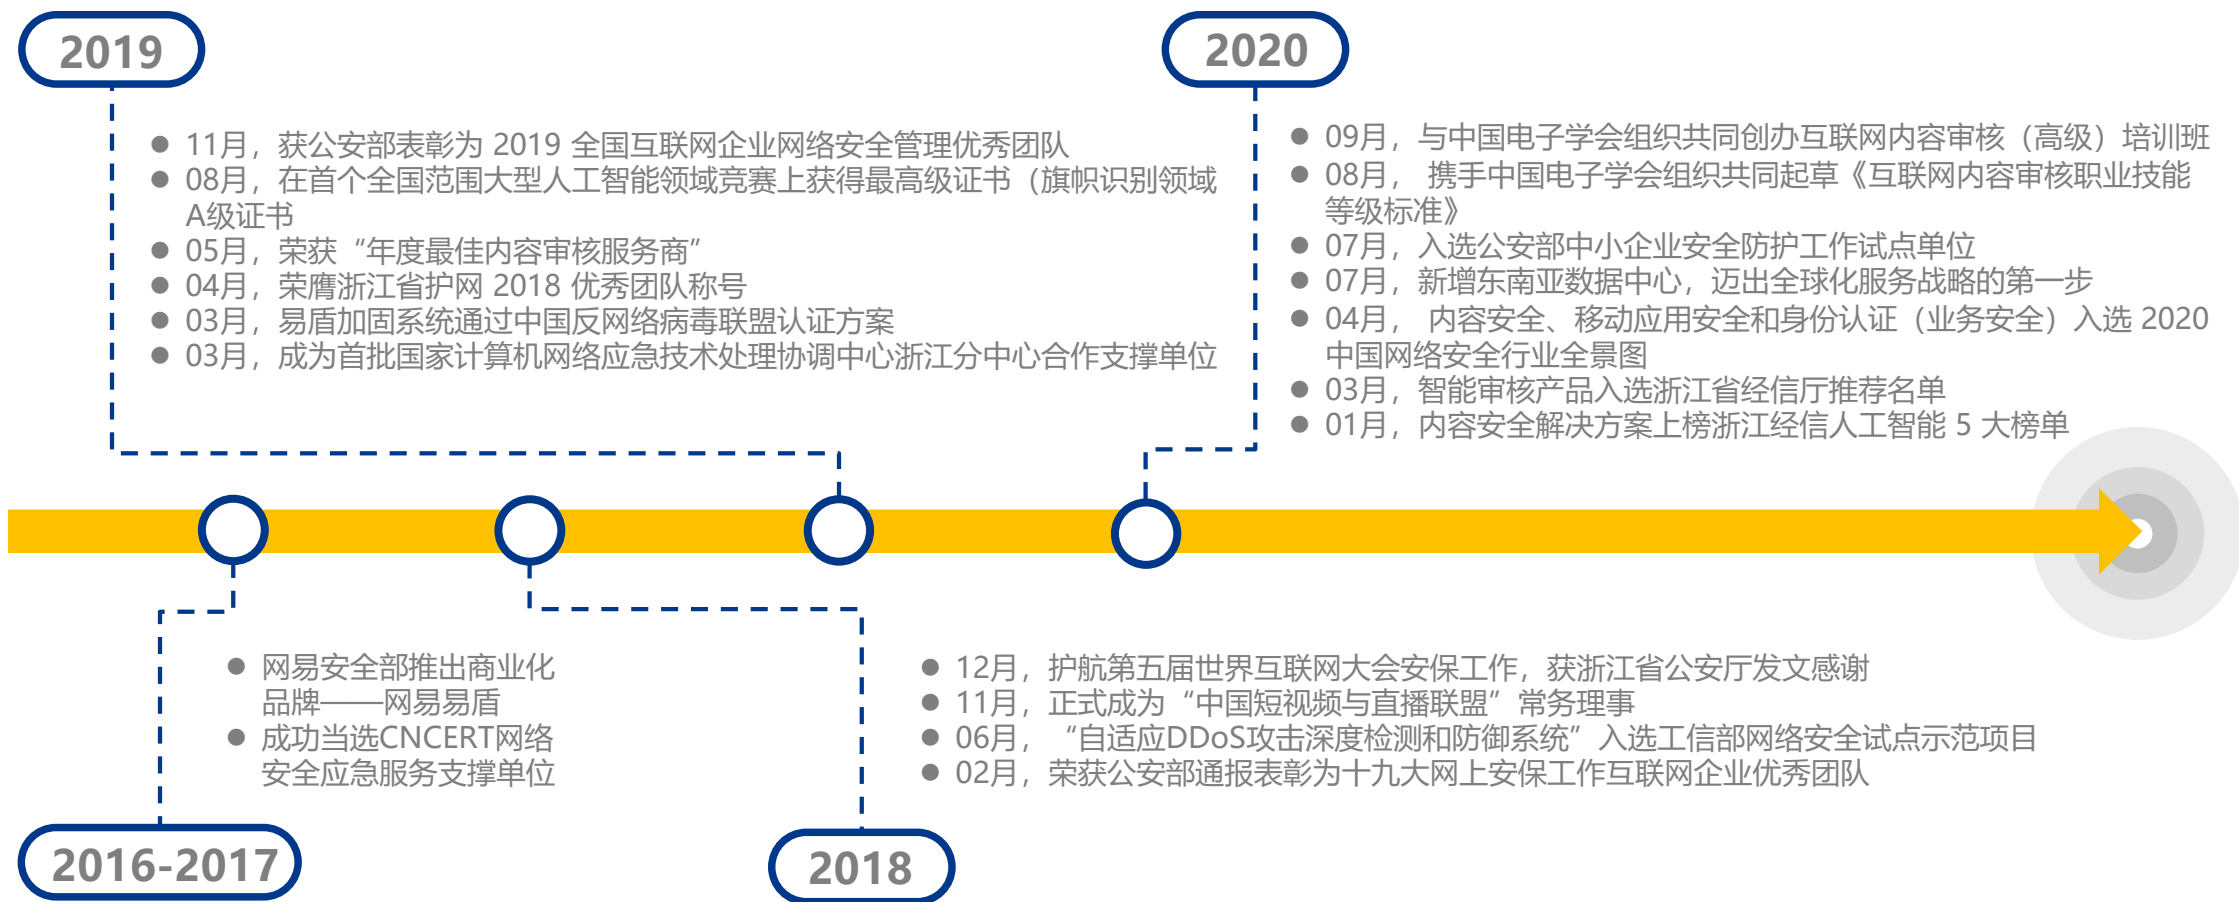 2019
11月，获公安部表彰为 2019 全国互联网企业网络安全管理优秀团队
08月，在首个全国范围大型人工智能领域竞赛上获得最高级证书（旗帜识别领域
A级证书
05月，荣获“年度最佳内容审核服务商”
04月，荣膺浙江省护网 2018 优秀团队称号
03月，易盾加固系统通过中国反网络病毒联盟认证方案
03月，成为首批国家计算机网络应急技术处理协调中心浙江分中心合作支撑单位
2020
09月，与中国电子学会组织共同创办互联网内容审核（高级）培训班
08月， 携手中国电子学会组织共同起草《互联网内容审核职业技能
等级标准》
07月，入选公安部中小企业安全防护工作试点单位
07月，新增东南亚数据中心，迈出全球化服务战略的第一步
04月， 内容安全、移动应用安全和身份认证（业务安全）入选 2020
中国网络安全行业全景图
03月，智能审核产品入选浙江省经信厅推荐名单
01月，内容安全解决方案上榜浙江经信人工智能 5 大榜单
网易安全部推出商业化
品牌——网易易盾
成功当选CNCERT网络
安全应急服务支撑单位
2016-2017
12月，护航第五届世界互联网大会安保工作，获浙江省公安厅发文感谢
11月，正式成为“中国短视频与直播联盟”常务理事
06月，“自适应DDoS攻击深度检测和防御系统”入选工信部网络安全试点示范项目
02月，荣获公安部通报表彰为十九大网上安保工作互联网企业优秀团队
2018